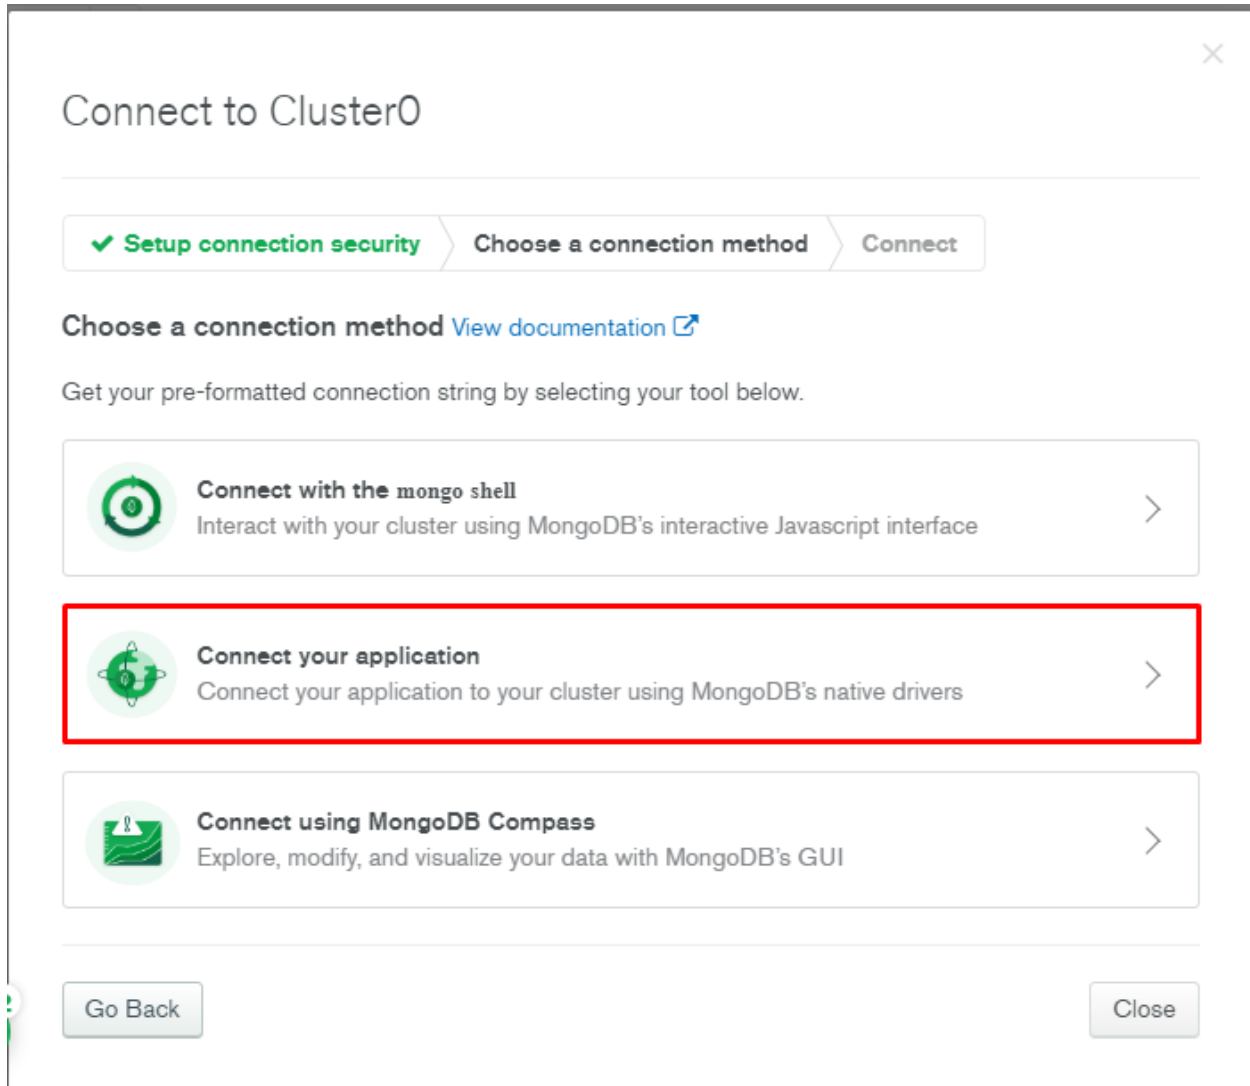 Connect to Cluster0
Setup connection security
Choose a connection method
Connect
Choose a connection method View documentation
Get your pre-formatted connection string by selecting your tool below.
Connect with the mongo shell
Interact with your cluster using MongoDB's interactive Javascript interface
Connect your application
Connect your application to your cluster using MongoDB's native drivers
Connect using MongoDB Compass
Explore, modify, and visualize your data with MongoDB's GUI
Go Back
Close